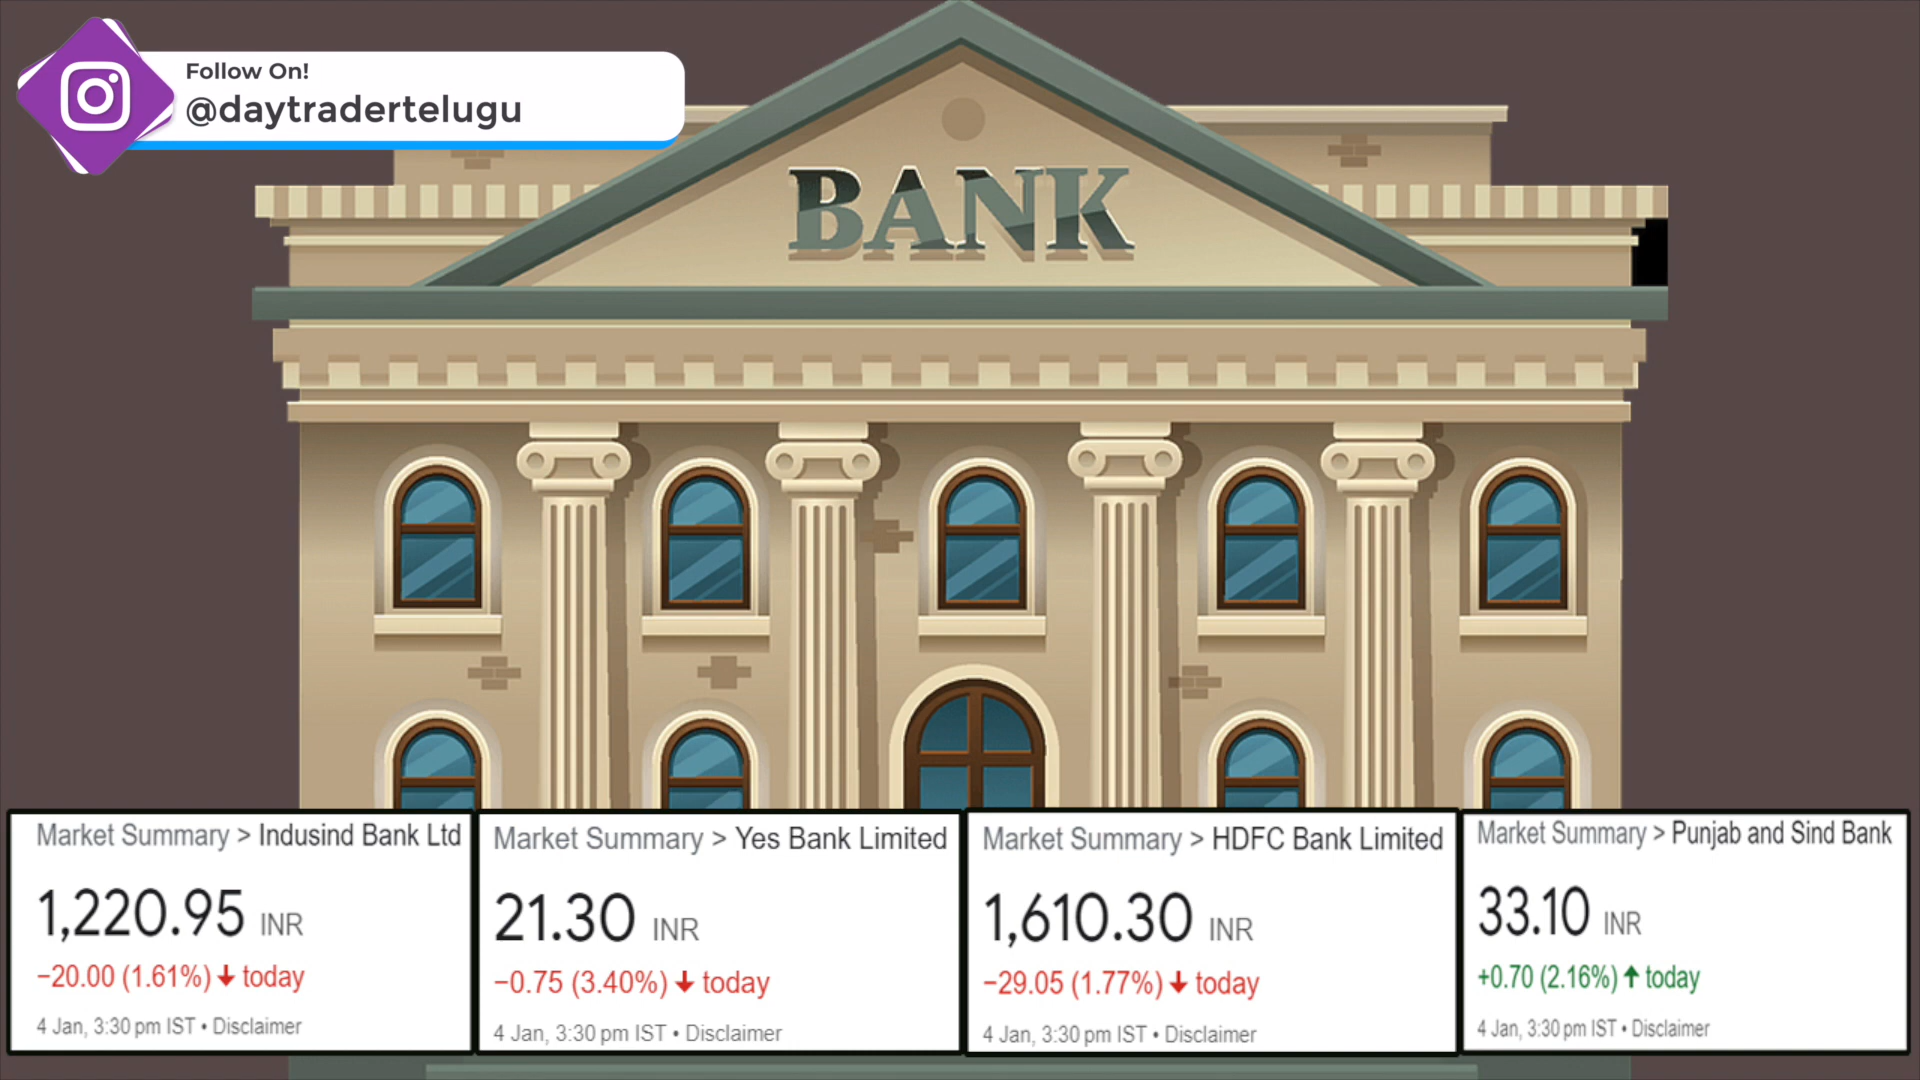 Follow On!
@daytradertelugu
BANK
Market Summary > Indusind Bank Ltd
1,220.95 INR
−20.00 (1.61%) ↓ today
4 Jan, 3:30 pm IST • Disclaimer
Market Summary > Yes Bank Limited
21.30 INR
−0.75 (3.40%) ↓ today
4 Jan, 3:30 pm IST • Disclaimer
Market Summary > HDFC Bank Limited
1,610.30 INR
−29.05 (1.77%) ↓ today
4 Jan, 3:30 pm IST • Disclaimer
Market Summary > Punjab and Sind Bank
33.10 INR
+0.70 (2.16%) ↑ today
4 Jan, 3:30 pm IST • Disclaimer